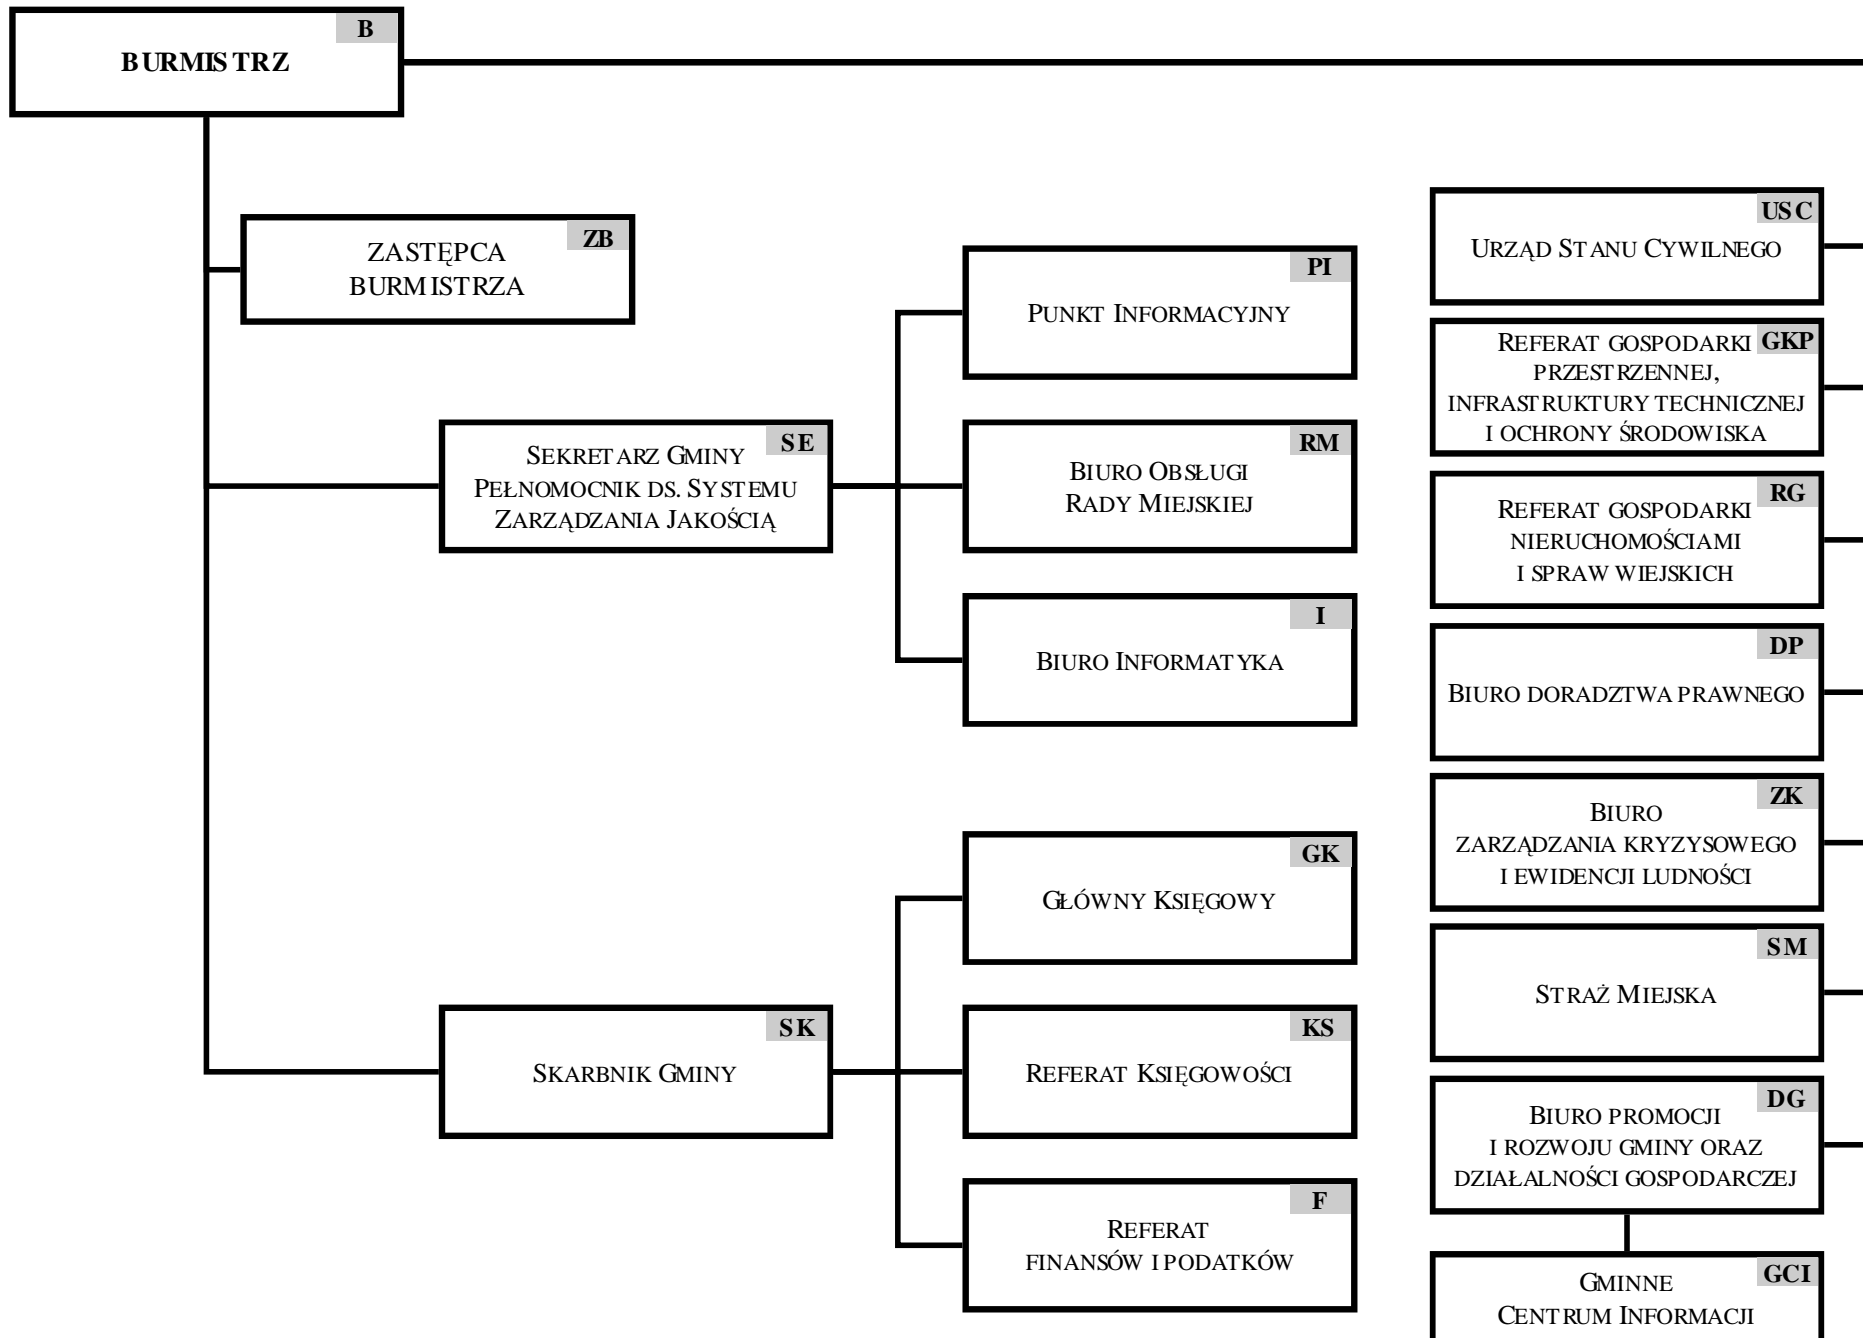 B
BURMISTRZ
ZB
ZASTĘPCA
BURMISTRZA
SE
SEKRETARZ GMINY
PEŁNOMOCNIK DS. SYSTEMU
ZARZĄDZANIA JAKOŚCIĄ
PI
PUNKT INFORMACYJNY
RM
BIURO OBSŁUGI
RADY MIEJSKIEJ
I
BIURO INFORMATYKA
SK
SKARBNIK GMINY
GK
GŁÓWNY KSIĘGOWY
KS
REFERAT KSIĘGOWOŚCI
F
REFERAT
FINANSÓW I PODATKÓW
USC
URZĄD STANU CYWILNEGO
REFERAT GOSPODARKI GKP
PRZESTRZENNEJ,
INFRASTRUKTURY TECHNICZNEJ
I OCHRONY ŚRODOWISKA
RG
REFERAT GOSPODARKI
NIERUCHOMOŚCIAMI
I SPRAW WIEJSKICH
DP
BIURO DORADZTWA PRAWNEGO
ZK
BIURO
ZARZĄDZANIA KRYZYSOWEGO
I EWIDENCJI LUDNOŚCI
SM
STRAŻ MIEJSKA
DG
BIURO PROMOCJI
I ROZWOJU GMINY ORAZ
DZIAŁALNOŚCI GOSPODARCZEJ
GCI
GMINNE
CENTRUM INFORMACJI